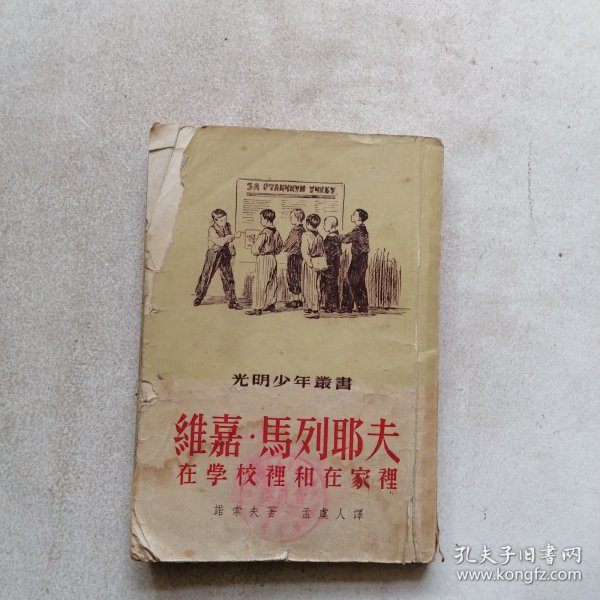 ЗА ОТЛИЧНУЮ УЧЕБУ
光明少年叢書
維嘉·馬列耶夫
在學校裡和在家裡
諾索夫著 孟虞人譯
孔夫子旧书网
www.kongfz.com